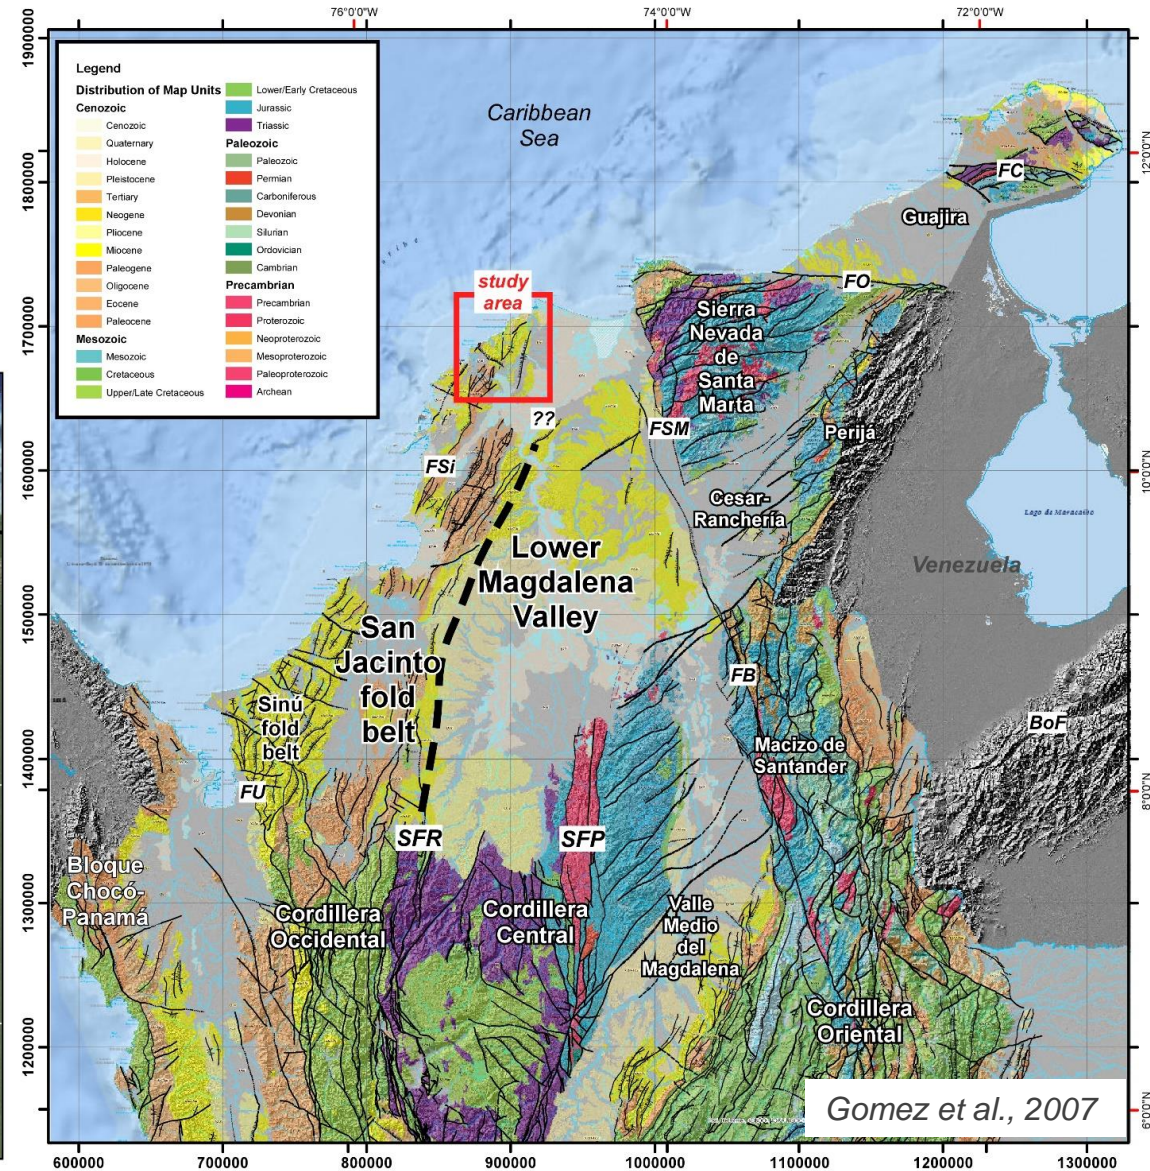 76°0'0"W
74°0'0"W
72°0'0"W
1900000
1800000
1700000
1600000
1500000
1400000
1300000
1200000
Legend
Distribution of Map Units
Cenozoic
Cenozoic
Quaternary
Holocene
Pleistocene
Tertiary
Neogene
Pliocene
Miocene
Paleogene
Oligocene
Eocene
Paleocene
Mesozoic
Mesozoic
Cretaceous
Upper/Late Cretaceous
Lower/Early Cretaceous
Jurassic
Triassic
Paleozoic
Paleozoic
Permian
Carboniferous
Devonian
Silurian
Ordovician
Cambrian
Precambrian
Precambrian
Proterozoic
Neoproterozoic
Mesoproterozoic
Paleoproterozoic
Archean
Caribbean
Sea
FC
Guajira
12°0'0"N
study
area
FO
Sierra
Nevada
de
Santa
Marta
??
FSM
Perijá
FSi
10°0'0"N
Cesar-
Ranchería
Lago de Maracaibo
Lower
Magdalena
Valley
Venezuela
San
Jacinto
fold
belt
Sinú
fold
belt
FB
BoF
Macizo de
Santander
FU
8°0'0"N
SFR
SFP
Bloque
Chocó-
Panamá
Cordillera
Occidental
Cordillera
Central
Valle
Medio
del
Magdalena
Cordillera
Oriental
Gomez et al., 2007
6°0'0"N
600000
700000
800000
900000
1000000
1100000
1200000
1300000